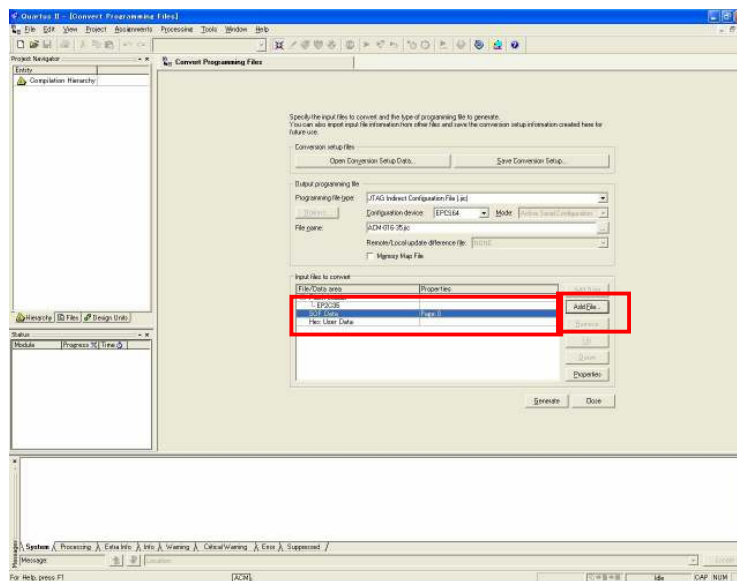 Quartus II - [Convert Programming Files]
File Edit View Project Assignments Processing Tools Window Help
Project Navigator
Convert Programming Files
Entity
Compilation Hierarchy
Specify the input files to convert and the type of programming file to generate.
You can also import input file information from other files and save the conversion setup information created here for
future use.
Conversion setup files
Open Conversion Setup Data...
Save Conversion Setup...
Output programming file
Programming file type: JTAG Indirect Configuration File (.jic)
Options... Configuration device: EPCS64 Mode: Active Serial Configuration
File name: ACM-016-35.jic
Remote/Local update difference file: NONE
Memory Map File
Input files to convert
File/Data area Properties
EP2C35
SOF Data Page 0
Hex User Data
Add File...
Remove
Up
Down
Properties
Generate Close
Hierarchy Files Design Units
Status
Module Progress % Time
System Processing Extra Info Info Warning Critical Warning Error Suppressed
Messages
Message: Location: Locate
For Help, press F1 Idle CAP NUM